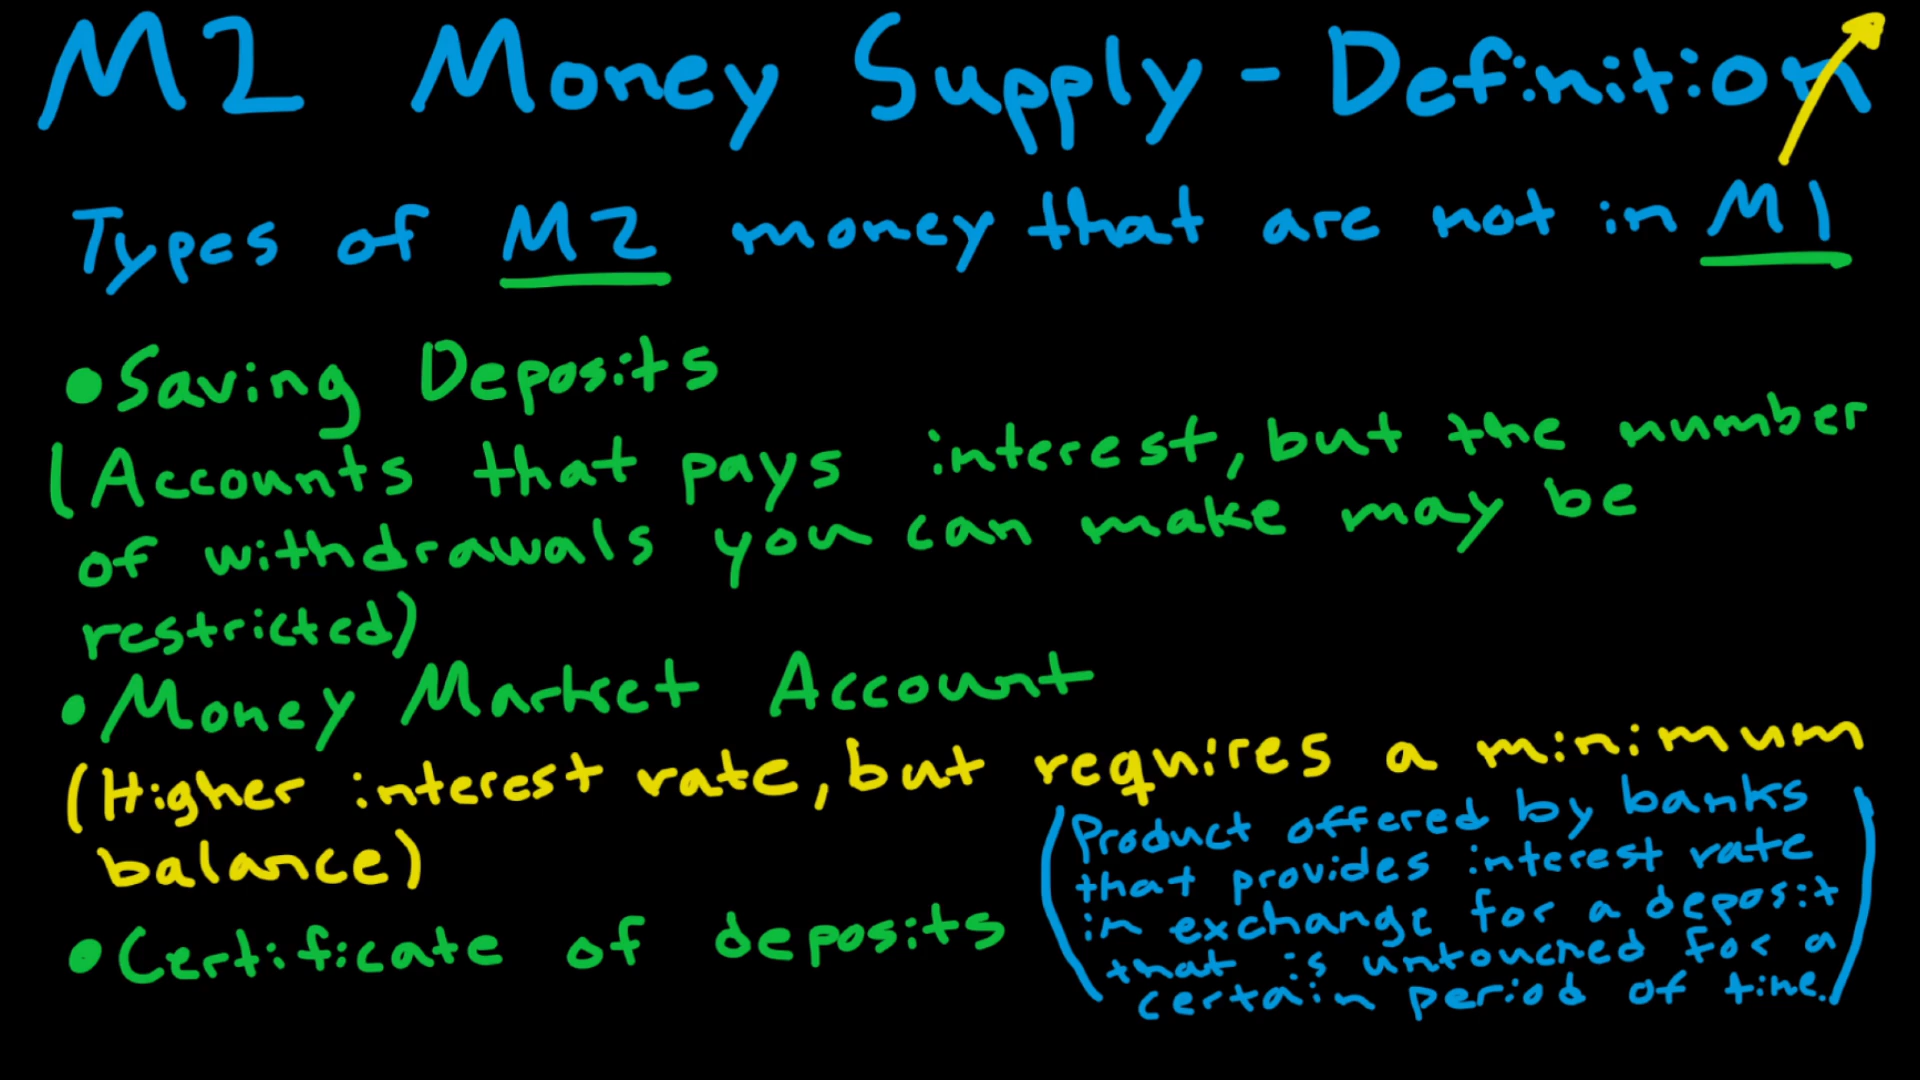 M2 Money Supply - Definition
Types of M2 money that are not in M1
• Saving Deposits
(Accounts that pays interest, but the number
of withdrawals you can make may be
restricted)
• Money Market Account
(Higher interest rate, but requires a minimum
balance)
• Certificate of deposits
(Product offered by banks
that provides interest rate
in exchange for a deposit
that is untouched for a
certain period of time.)